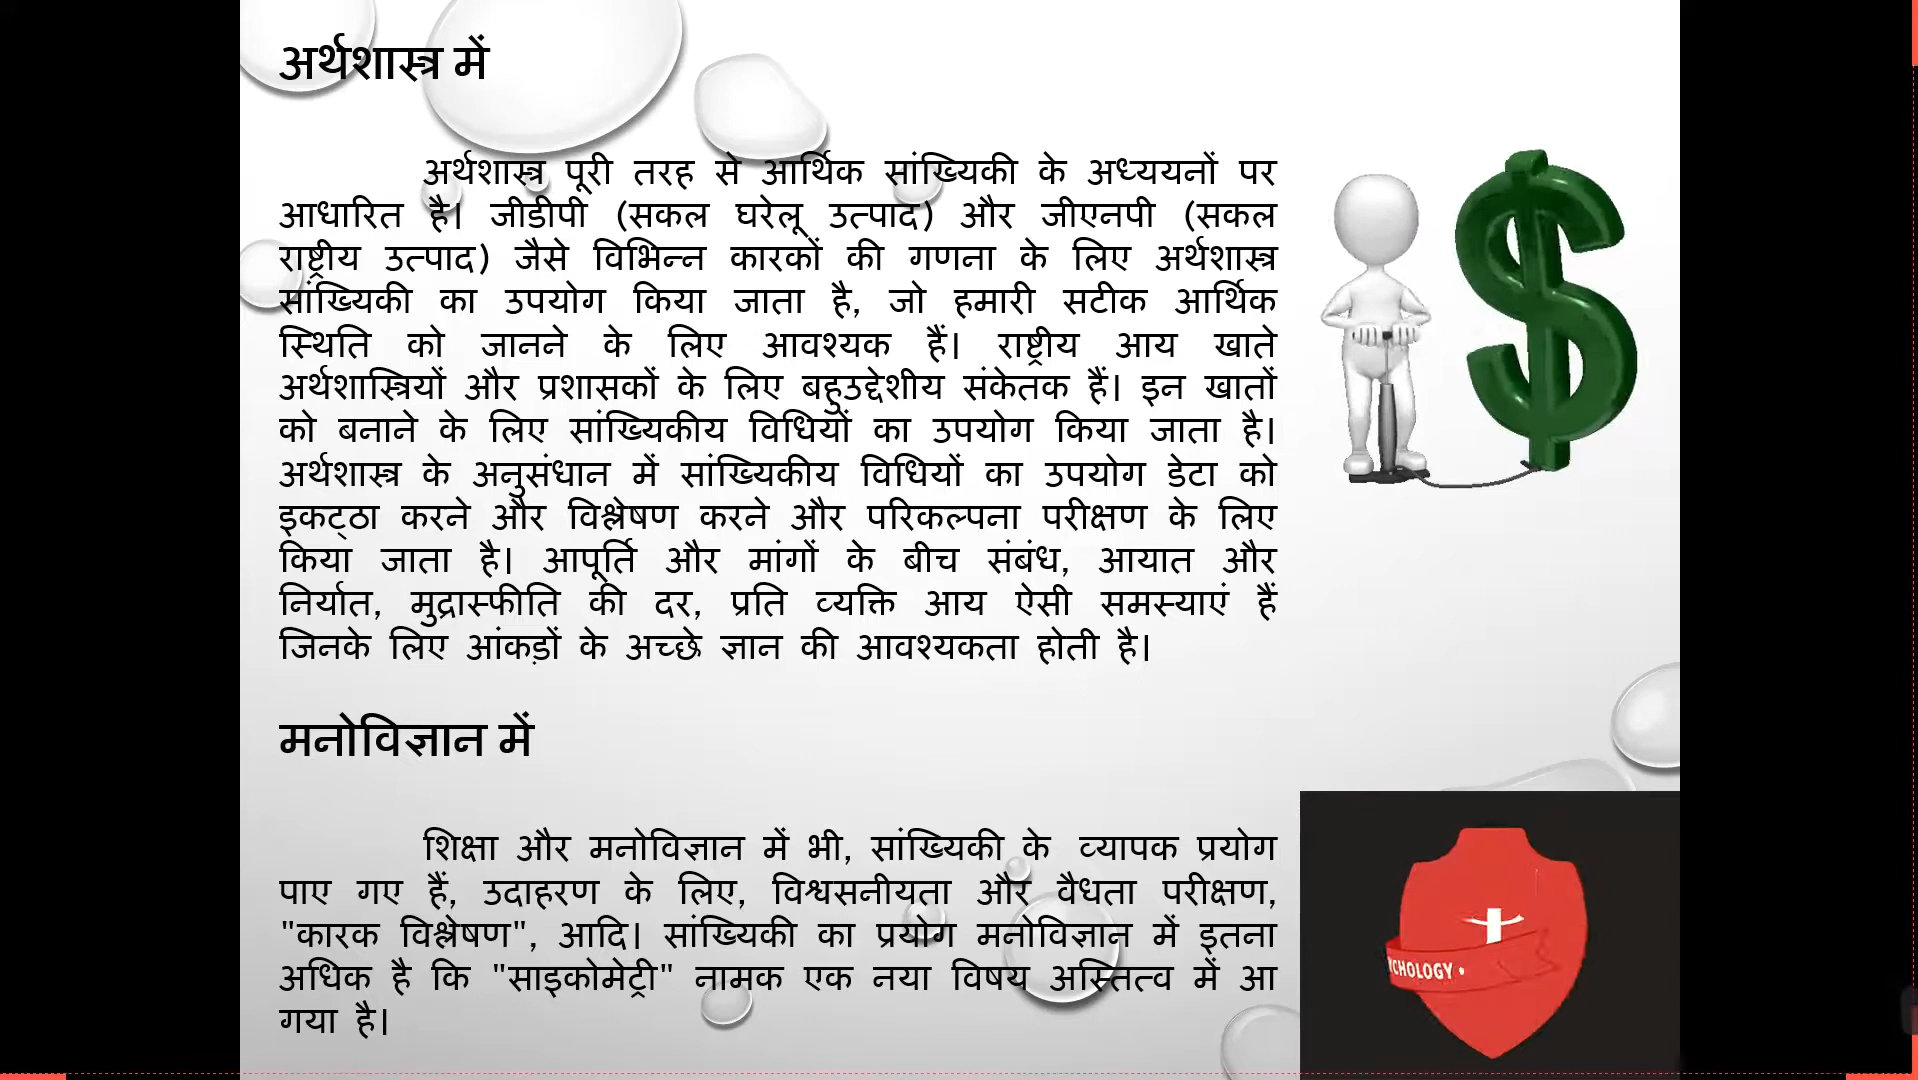 अर्थशास्त्र में
अर्थशास्त्र पूरी तरह से आर्थिक सांख्यिकी के अध्ययनों पर
आधारित है। जीडीपी (सकल घरेलू उत्पाद) और जीएनपी (सकल
राष्ट्रीय उत्पाद) जैसे विभिन्न कारकों की गणना के लिए अर्थशास्त्र
सांख्यिकी का उपयोग किया जाता है, जो हमारी सटीक आर्थिक
स्थिति को जानने के लिए आवश्यक हैं। राष्ट्रीय आय खाते
अर्थशास्त्रियों और प्रशासकों के लिए बहुउद्देशीय संकेतक हैं। इन खातों
को बनाने के लिए सांख्यिकीय विधियों का उपयोग किया जाता है।
अर्थशास्त्र के अनुसंधान में सांख्यिकीय विधियों का उपयोग डेटा को
इकट्ठा करने और विश्लेषण करने और परिकल्पना परीक्षण के लिए
किया जाता है। आपूर्ति और मांगों के बीच संबंध, आयात और
निर्यात, मुद्रास्फीति की दर, प्रति व्यक्ति आय ऐसी समस्याएं हैं
जिनके लिए आंकड़ों के अच्छे ज्ञान की आवश्यकता होती है।
मनोविज्ञान में
शिक्षा और मनोविज्ञान में भी, सांख्यिकी के व्यापक प्रयोग
पाए गए हैं, उदाहरण के लिए, विश्वसनीयता और वैधता परीक्षण,
"कारक विश्लेषण", आदि। सांख्यिकी का प्रयोग मनोविज्ञान में इतना
अधिक है कि "साइकोमेट्री" नामक एक नया विषय अस्तित्व में आ
गया है।
YCHOLOGY •